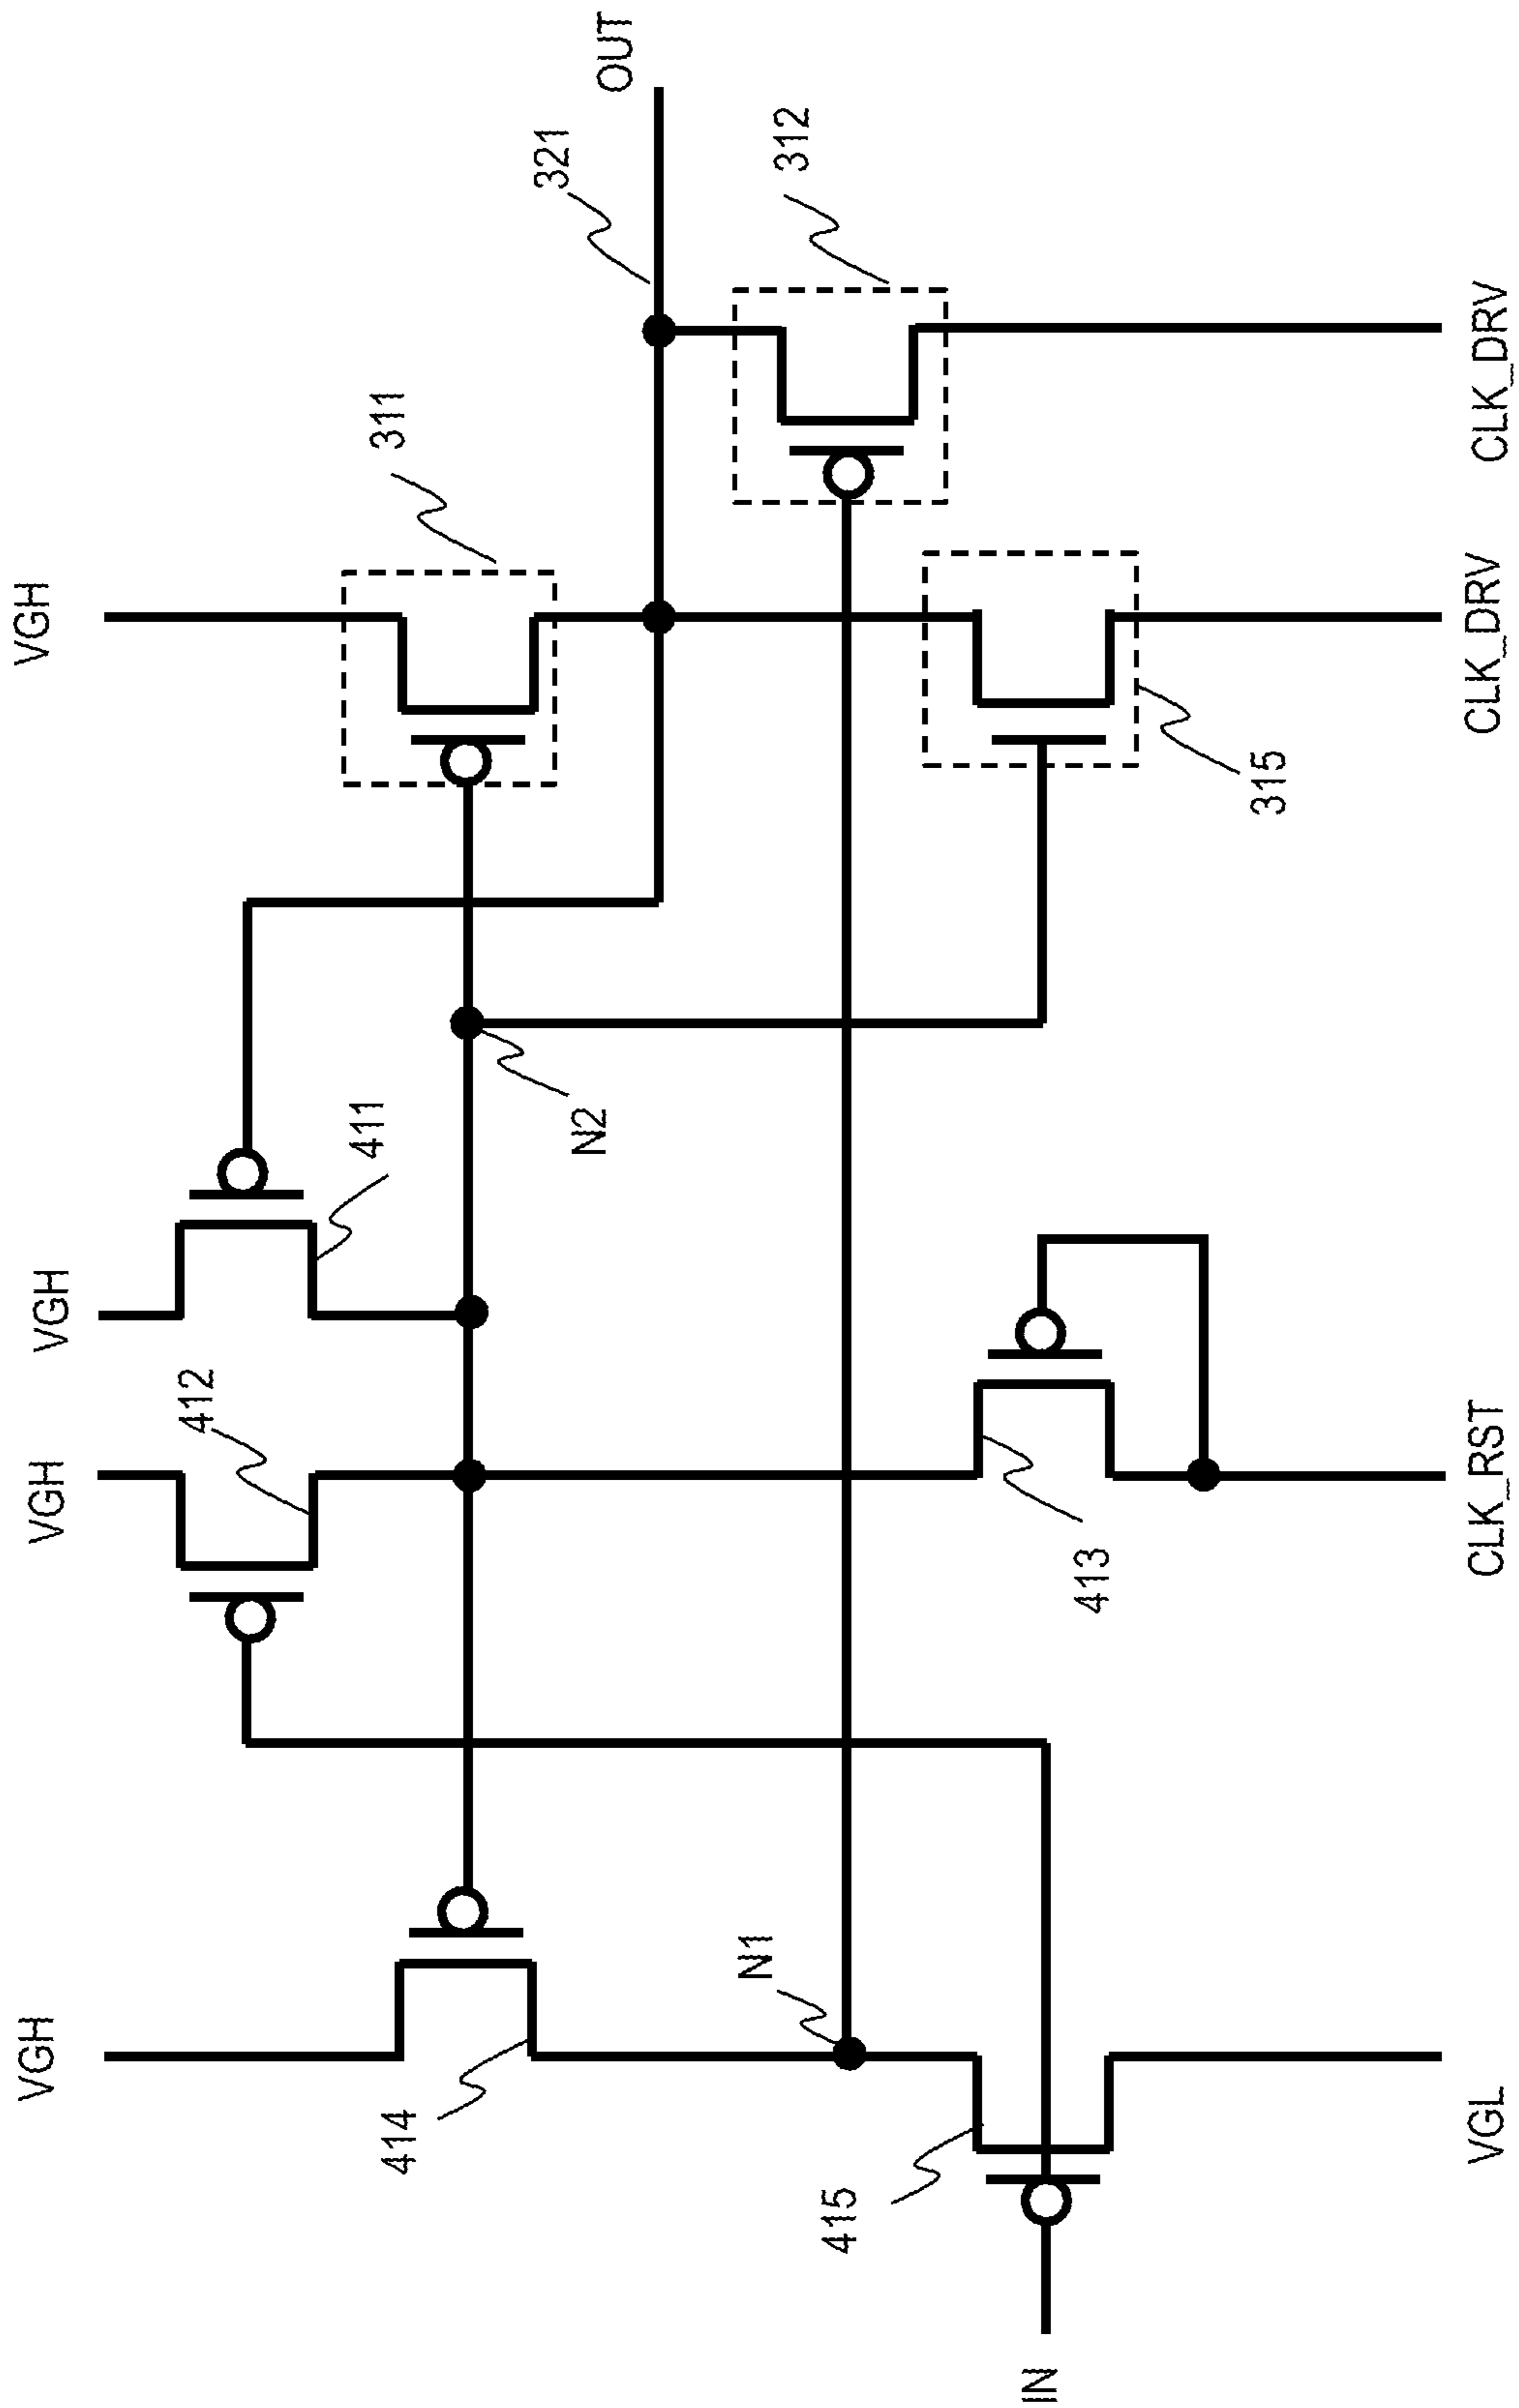 VGH
VGH
VGH
VGH
412
411
311
321
OUT
414
N1
N2
312
415
413
315
IN
VGL
CLK_RST
CLK_DRV
CLK_DRV